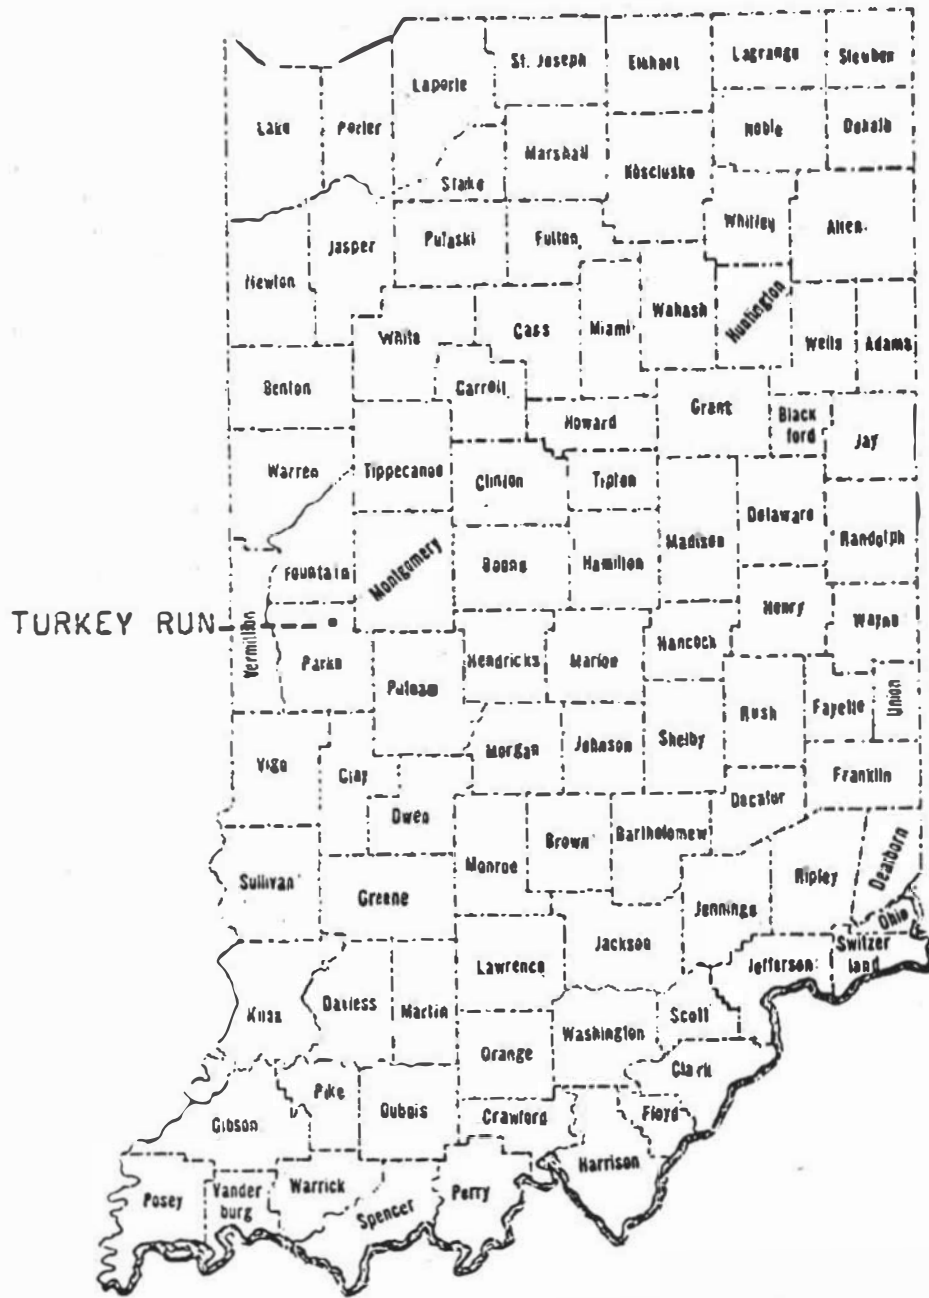 St. Joseph
Elkhart
Lagrange
Steuben
Laporte
Lake
Porter
Noble
Dekalb
Marshall
Kosciusko
Starke
Whitley
Allen
Jasper
Pulaski
Fulton
Newton
Huntington
Wabash
White
Cass
Miami
Wells
Adams
Benton
Carroll
Grant
Howard
Black
ford
Jay
Warren
Tippecanoe
Clinton
Tipton
Delaware
Randolph
Madison
Montgomery
Boone
Hamilton
Fountain
Henry
Wayne
TURKEY RUN
Vermillion
Hancock
Parke
Hendricks
Marion
Putnam
Union
Rush
Fayette
Vigo
Clay
Morgan
Johnson
Shelby
Franklin
Decatur
Owen
Brown
Bartholomew
Monroe
Dearborn
Ripley
Sullivan
Greene
Jennings
Ohio
Jackson
Switzer
land
Lawrence
Jefferson
Knox
Daviess
Martin
Scott
Washington
Orange
Clark
Pike
Dubois
Crawford
Floyd
Gibson
Harrison
Posey
Vander
burg
Warrick
Perry
Spencer